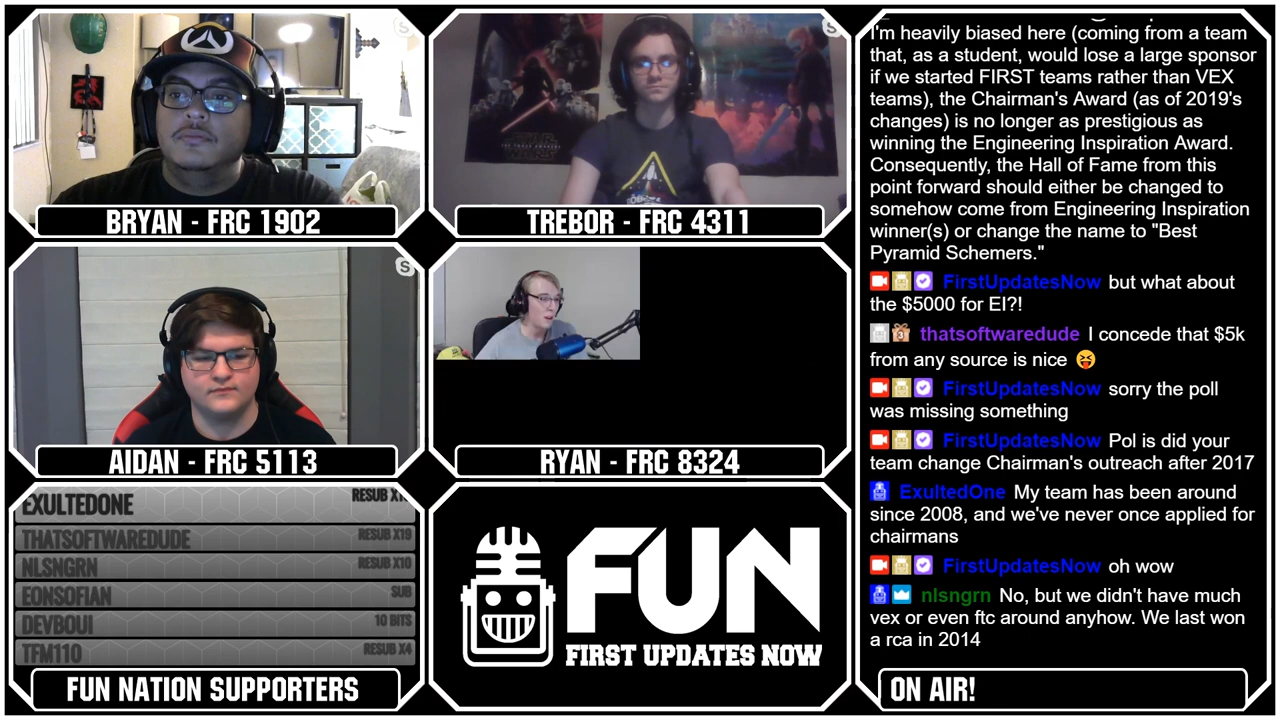 BRYAN - FRC 1902
TREBOR - FRC 4311
AIDAN - FRC 5113
RYAN - FRC 8324
EXULTEDONE
RESUB
THATSOFTWAREDUDE RESUB X19
NLSNGRN RESUB X10
EONSOFIAN SUB
DEVBOUI 10 BITS
TFM110 RESUB X4
FUN NATION SUPPORTERS
FUN
FIRST UPDATES NOW
I'm heavily biased here (coming from a team
that, as a student, would lose a large sponsor
if we started FIRST teams rather than VEX
teams), the Chairman's Award (as of 2019's
changes) is no longer as prestigious as
winning the Engineering Inspiration Award.
Consequently, the Hall of Fame from this
point forward should either be changed to
somehow come from Engineering Inspiration
winner(s) or change the name to "Best
Pyramid Schemers."
FirstUpdatesNow but what about
the $5000 for EI?!
thatsoftwaredude I concede that $5k
from any source is nice 😝
FirstUpdatesNow sorry the poll
was missing something
FirstUpdatesNow Pol is did your
team change Chairman's outreach after 2017
ExultedOne My team has been around
since 2008, and we've never once applied for
chairmans
FirstUpdatesNow oh wow
nlsngrn No, but we didn't have much
vex or even ftc around anyhow. We last won
a rca in 2014
ON AIR!